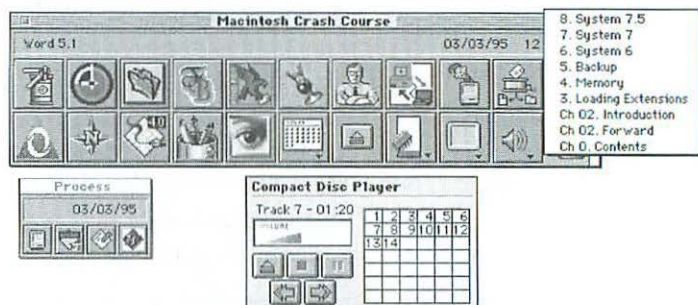 Macintosh Crash Course
Word 5.1 03/03/95 12
8. System 7.5
7. System 7
6. System 6
5. Backup
4. Memory
3. Loading Extensions
Ch 02. Introduction
Ch 02. Forward
Ch 0. Contents
Process
03/03/95
Compact Disc Player
Track 7 - 01:20
VOLUME
1 2 3 4 5 6
7 8 9 10 11 12
13 14